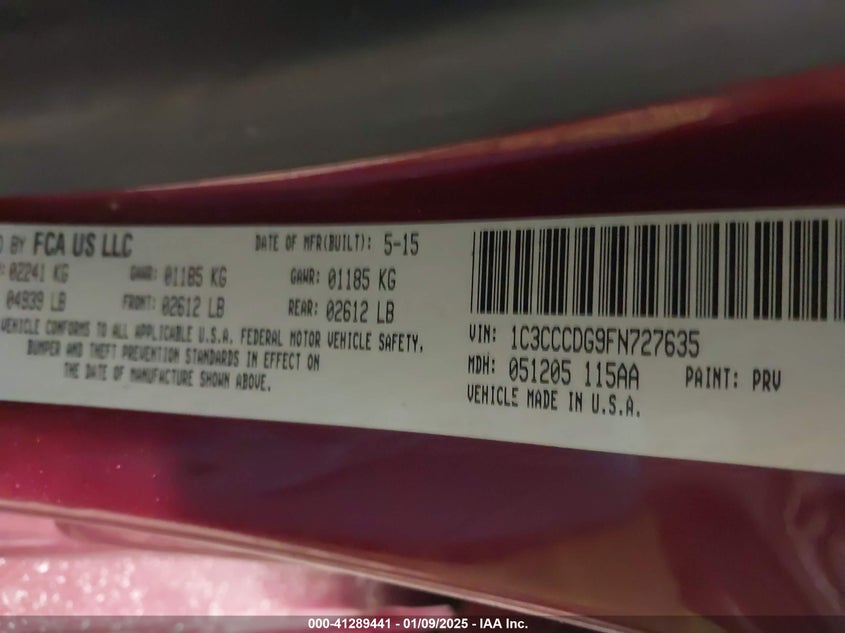 BY FCA US LLC DATE OF MFR(BUILT): 5-15
02241 KG GAWR: 01185 KG GAWR: 01185 KG
04939 LB FRONT: 02612 LB REAR: 02612 LB
VEHICLE CONFORMS TO ALL APPLICABLE U.S.A. FEDERAL MOTOR VEHICLE SAFETY,
BUMPER AND THEFT PREVENTION STANDARDS IN EFFECT ON
THE DATE OF MANUFACTURE SHOWN ABOVE.
VIN: 1C3CCCDG9FN727635
MDH: 051205 115AA PAINT: PRV
VEHICLE MADE IN U.S.A.
000-41289441 - 01/09/2025 - IAA Inc.